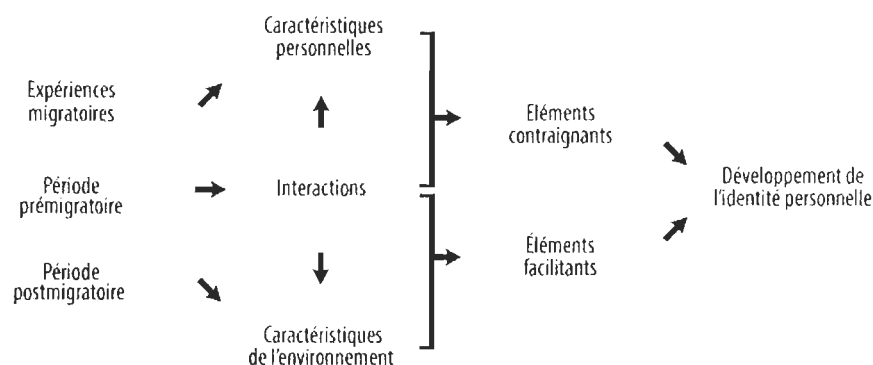 Caractéristiques
personnelles
Expériences
migratoires
Eléments
contraignants
Période
prémigratoire
Interactions
Développement de
l'identité personnelle
Éléments
facilitants
Période
postmigratoire
Caractéristiques
de l'environnement